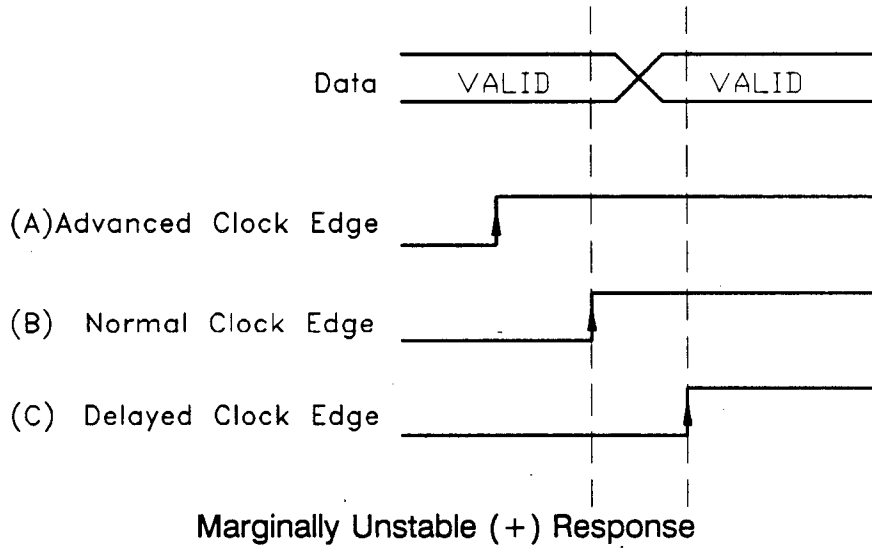 Data VALID VALID
(A)Advanced Clock Edge
(B) Normal Clock Edge
(C) Delayed Clock Edge
Marginally Unstable (+) Response